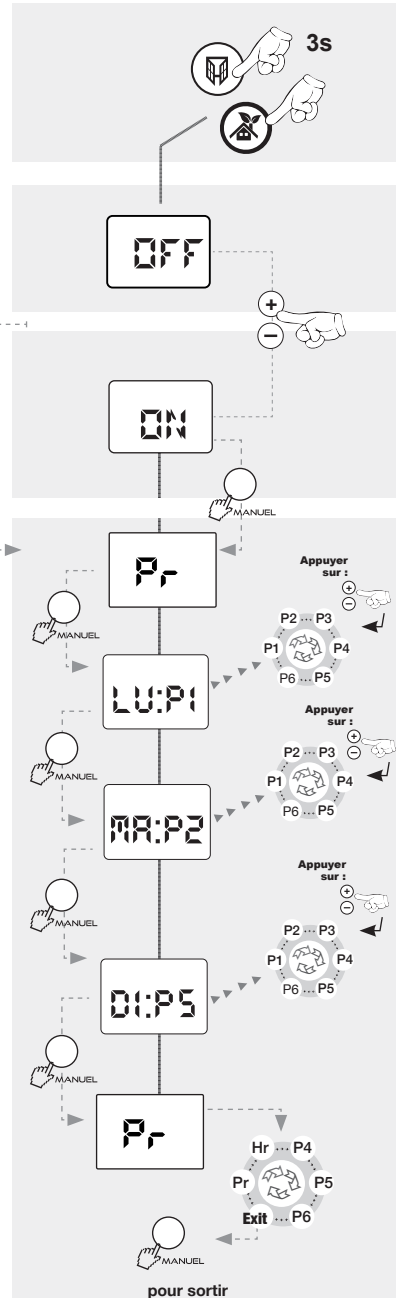 3s
OFF
+
−
ON
MANUEL
Pr
MANUEL
Appuyer
sur :
+
−
P2 ... P3
P1 P4
P6 ... P5
LU:P1
MANUEL
Appuyer
sur :
+
−
P2 ... P3
P1 P4
P6 ... P5
MA:P2
MANUEL
Appuyer
sur :
+
−
P2 ... P3
P1 P4
P6 ... P5
DI:P5
MANUEL
Pr
Hr ... P4
Pr P5
Exit ... P6
MANUEL
pour sortir